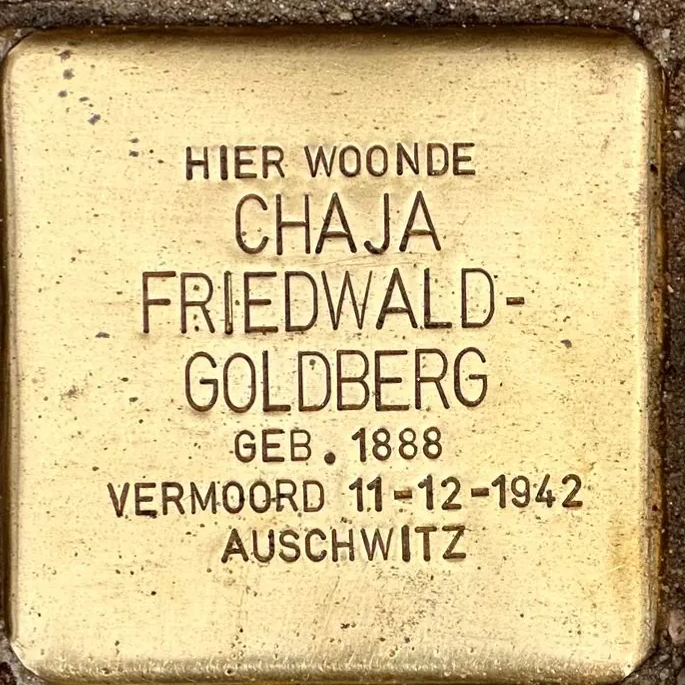 HIER WOONDE
CHAJA
FRIEDWALD-
GOLDBERG
GEB. 1888
VERMOORD 11-12-1942
AUSCHWITZ